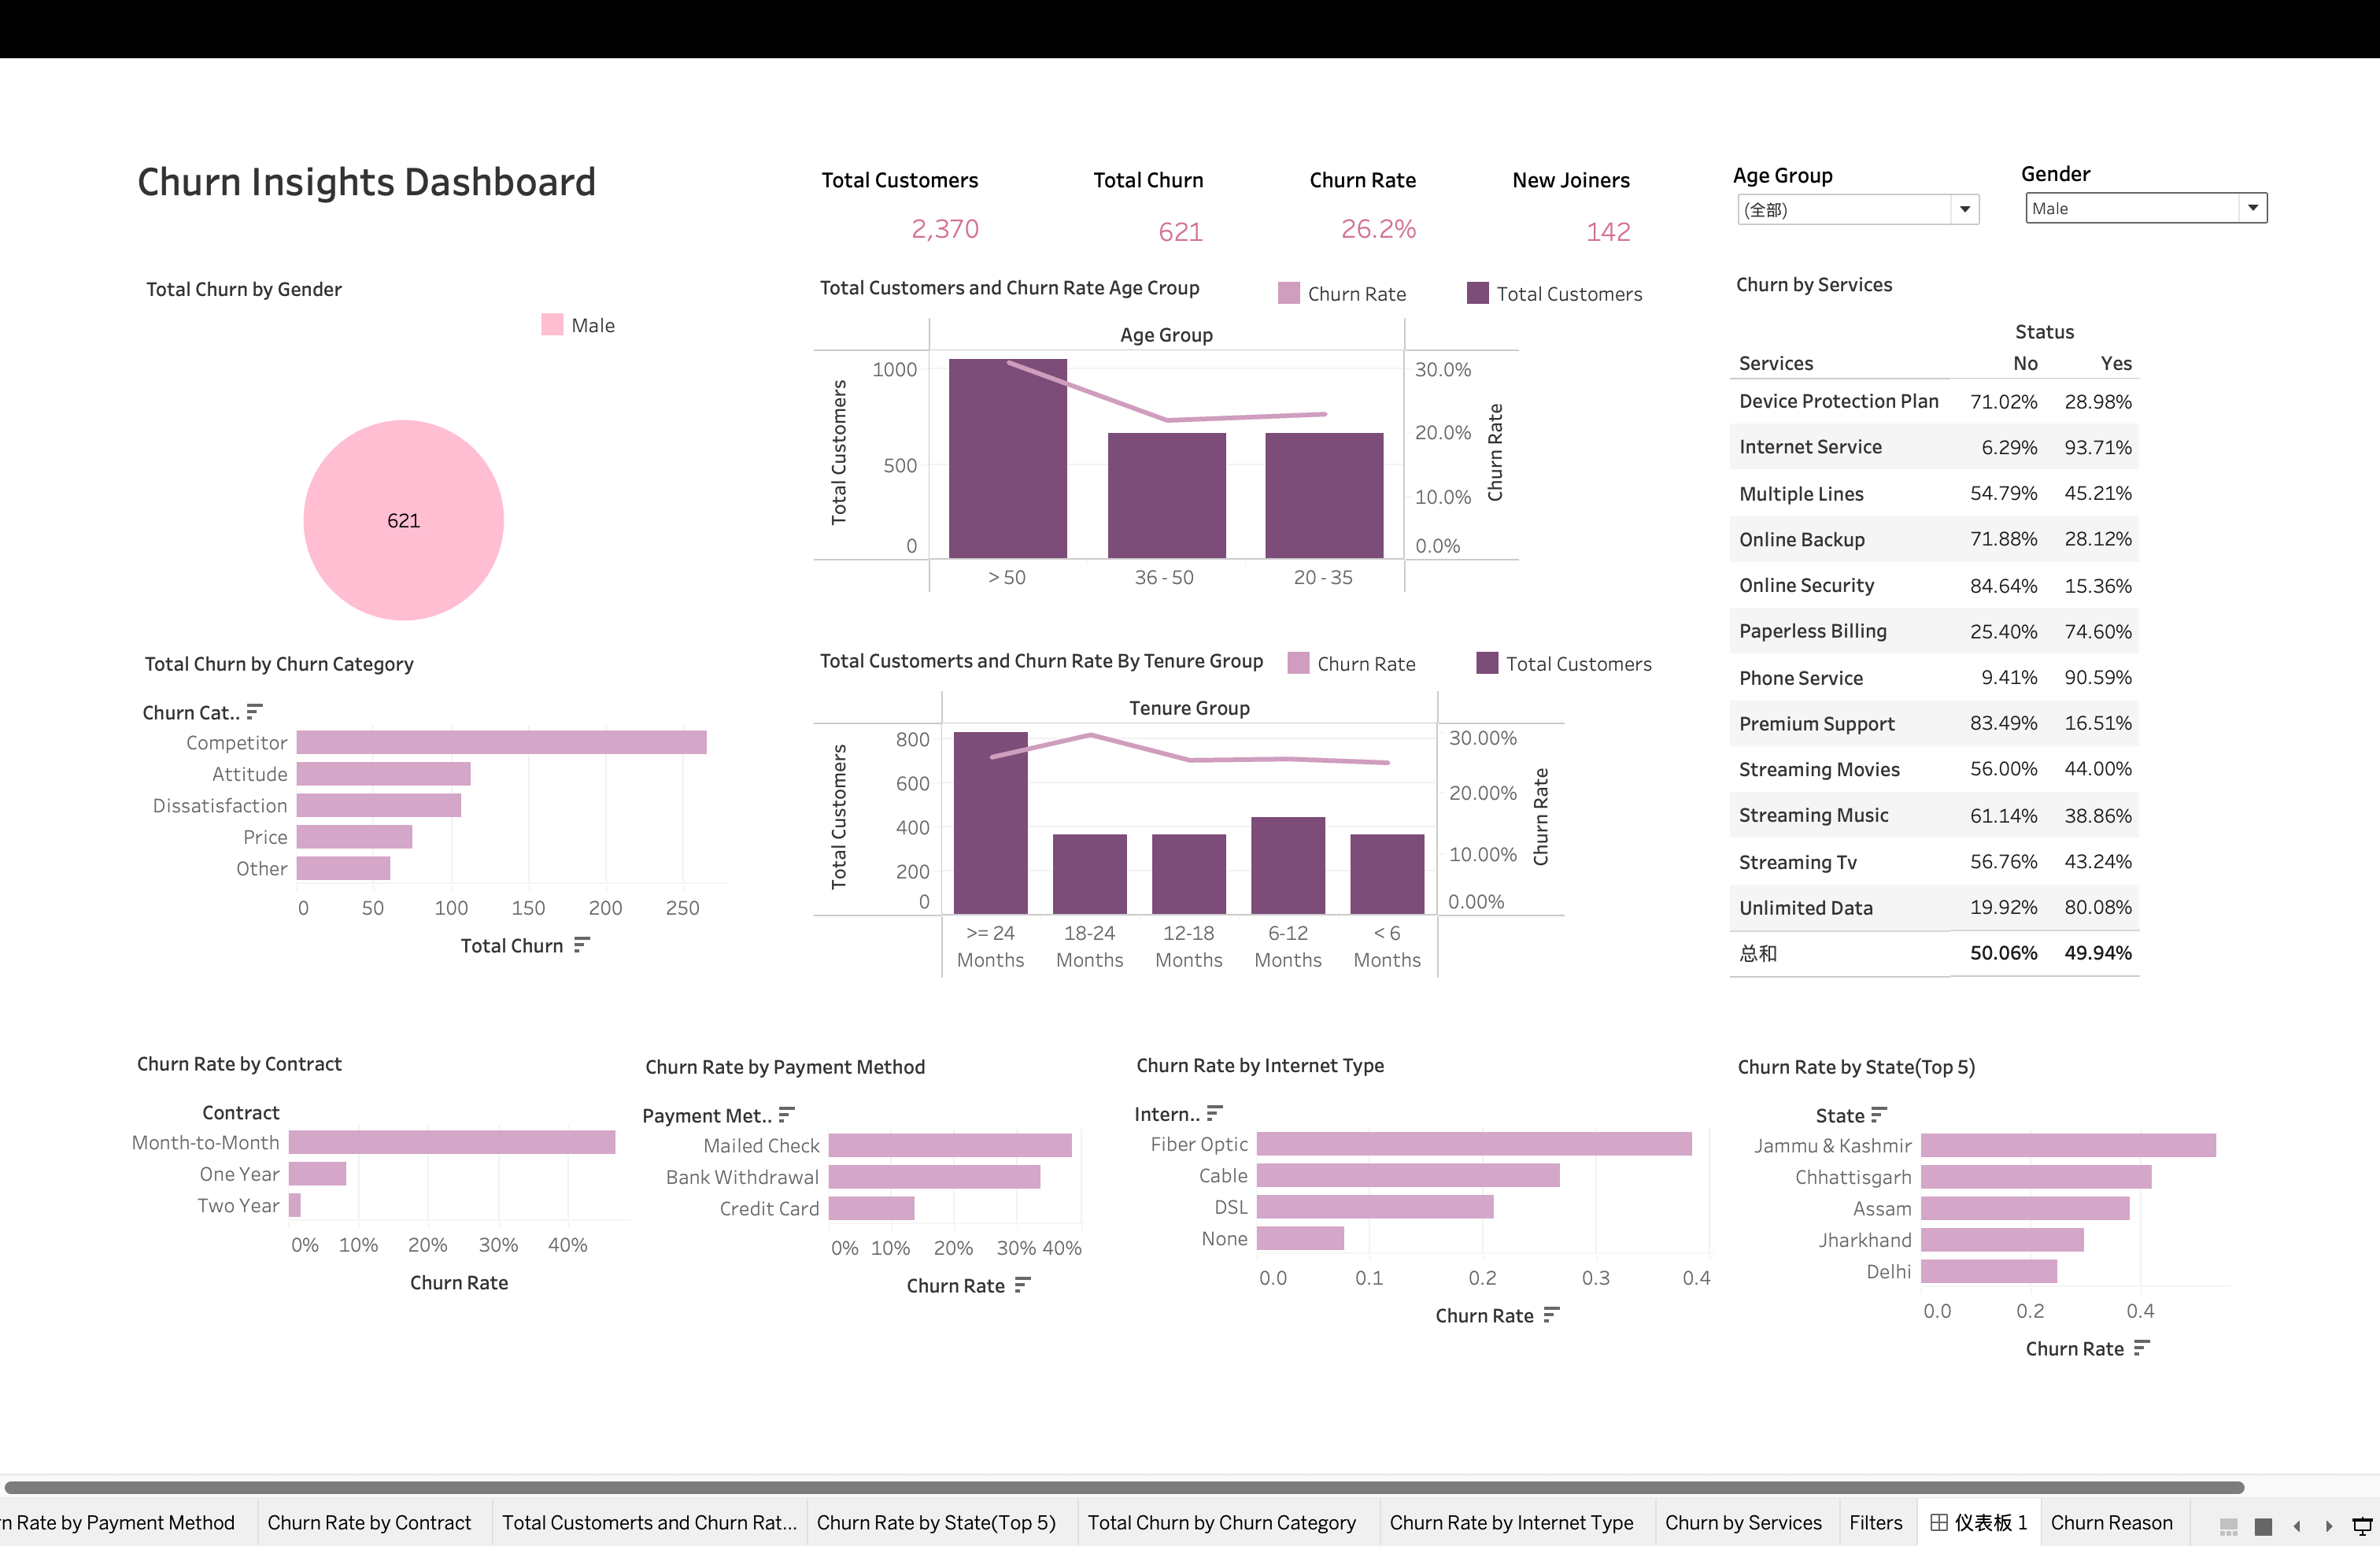 Churn Insights Dashboard
Total Customers
2,370
Total Churn
621
Churn Rate
26.2%
New Joiners
142
Age Group
(全部)
Gender
Male
Total Churn by Gender
Male
621
Total Churn by Churn Category
Churn Cat..
Competitor
Attitude
Dissatisfaction
Price
Other
0 50 100 150 200 250
Total Churn
Total Customers and Churn Rate Age Croup
Churn Rate
Total Customers
Age Group
Total Customers
1000
500
0
30.0%
20.0%
10.0%
0.0%
Churn Rate
> 50 36 - 50 20 - 35
Total Customerts and Churn Rate By Tenure Group
Churn Rate
Total Customers
Tenure Group
Total Customers
800
600
400
200
0
30.00%
20.00%
10.00%
0.00%
Churn Rate
>= 24 Months
18-24 Months
12-18 Months
6-12 Months
< 6 Months
Churn by Services
Status
Services No Yes
Device Protection Plan 71.02% 28.98%
Internet Service 6.29% 93.71%
Multiple Lines 54.79% 45.21%
Online Backup 71.88% 28.12%
Online Security 84.64% 15.36%
Paperless Billing 25.40% 74.60%
Phone Service 9.41% 90.59%
Premium Support 83.49% 16.51%
Streaming Movies 56.00% 44.00%
Streaming Music 61.14% 38.86%
Streaming Tv 56.76% 43.24%
Unlimited Data 19.92% 80.08%
总和 50.06% 49.94%
Churn Rate by Contract
Contract
Month-to-Month
One Year
Two Year
0% 10% 20% 30% 40%
Churn Rate
Churn Rate by Payment Method
Payment Met..
Mailed Check
Bank Withdrawal
Credit Card
0% 10% 20% 30% 40%
Churn Rate
Churn Rate by Internet Type
Intern..
Fiber Optic
Cable
DSL
None
0.0 0.1 0.2 0.3 0.4
Churn Rate
Churn Rate by State(Top 5)
State
Jammu & Kashmir
Chhattisgarh
Assam
Jharkhand
Delhi
0.0 0.2 0.4
Churn Rate
n Rate by Payment Method
Churn Rate by Contract
Total Customerts and Churn Rat...
Churn Rate by State(Top 5)
Total Churn by Churn Category
Churn Rate by Internet Type
Churn by Services
Filters
仪表板 1
Churn Reason